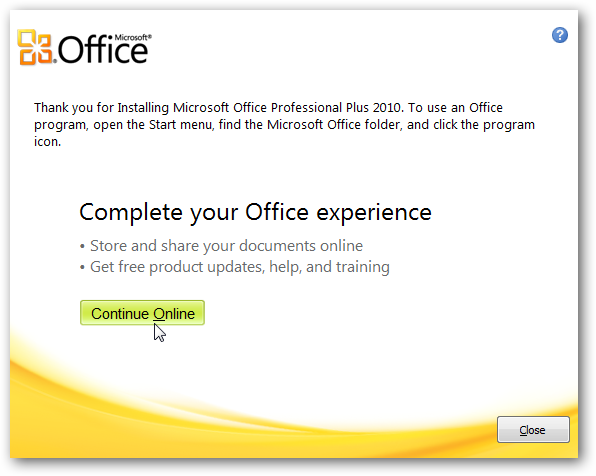 Microsoft®
Office
Thank you for Installing Microsoft Office Professional Plus 2010. To use an Office
program, open the Start menu, find the Microsoft Office folder, and click the program
icon.
Complete your Office experience
• Store and share your documents online
• Get free product updates, help, and training
Continue Online
Close